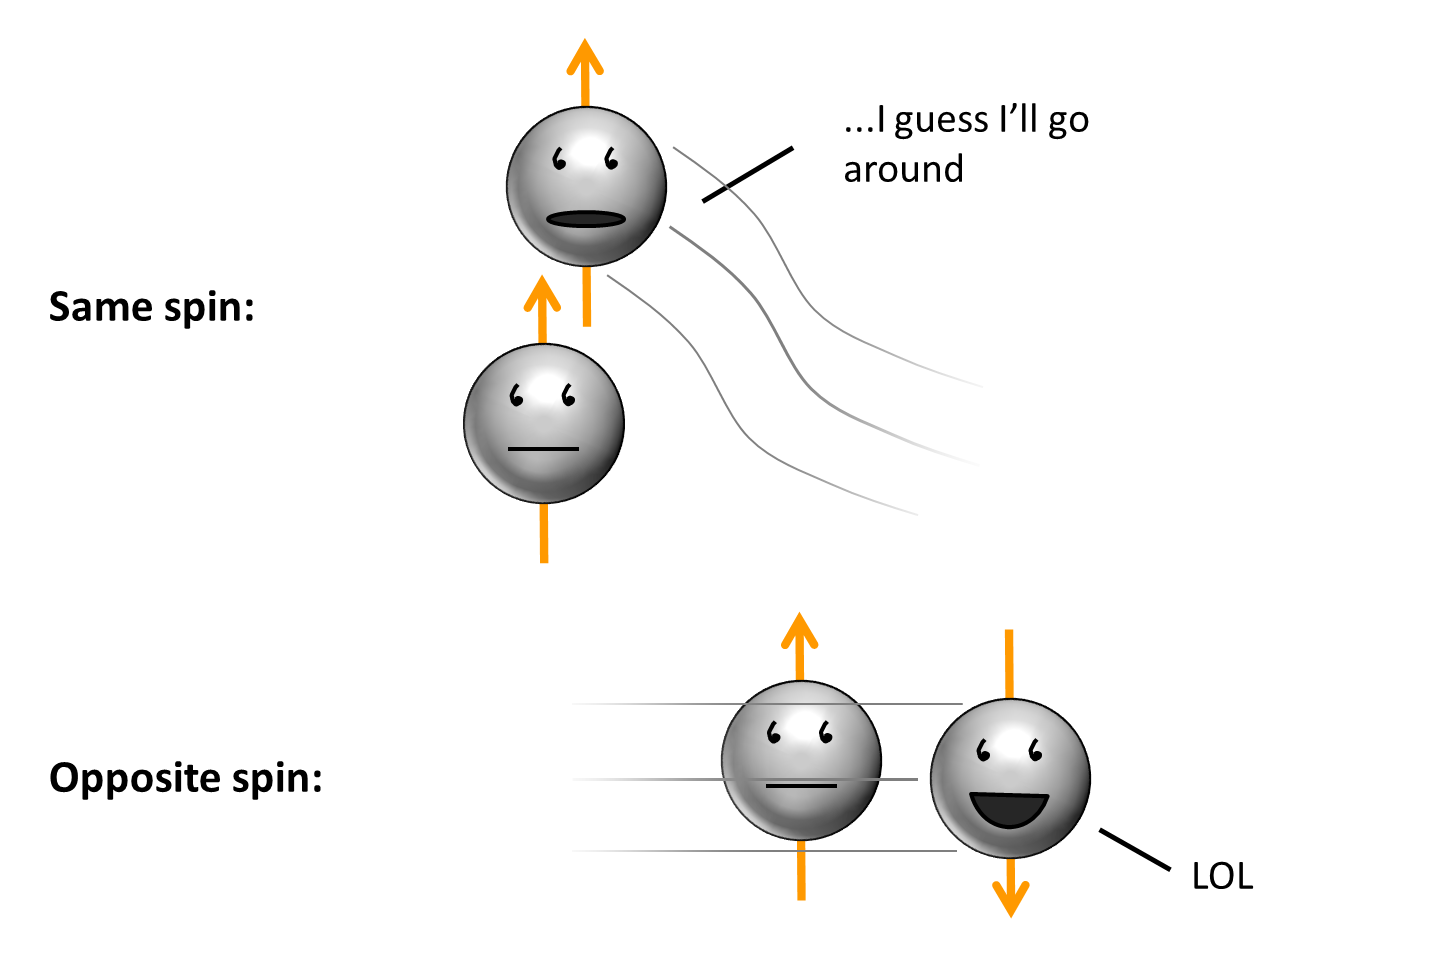 ...I guess I’ll go
around
Same spin:
Opposite spin:
LOL